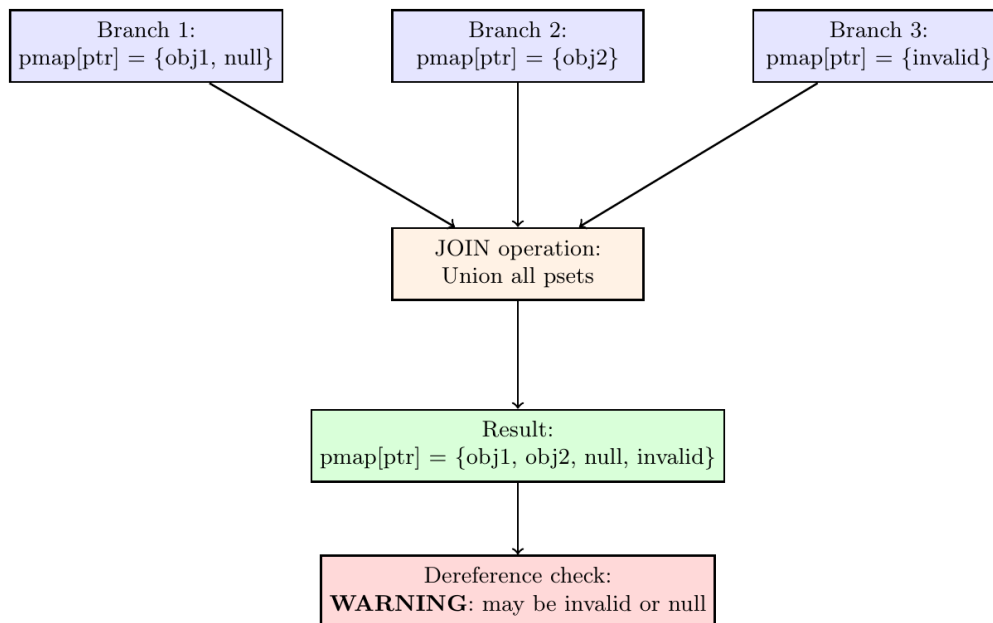 Branch 1:
pmap[ptr] = {obj1, null}
Branch 2:
pmap[ptr] = {obj2}
Branch 3:
pmap[ptr] = {invalid}
JOIN operation:
Union all psets
Result:
pmap[ptr] = {obj1, obj2, null, invalid}
Dereference check:
WARNING: may be invalid or null